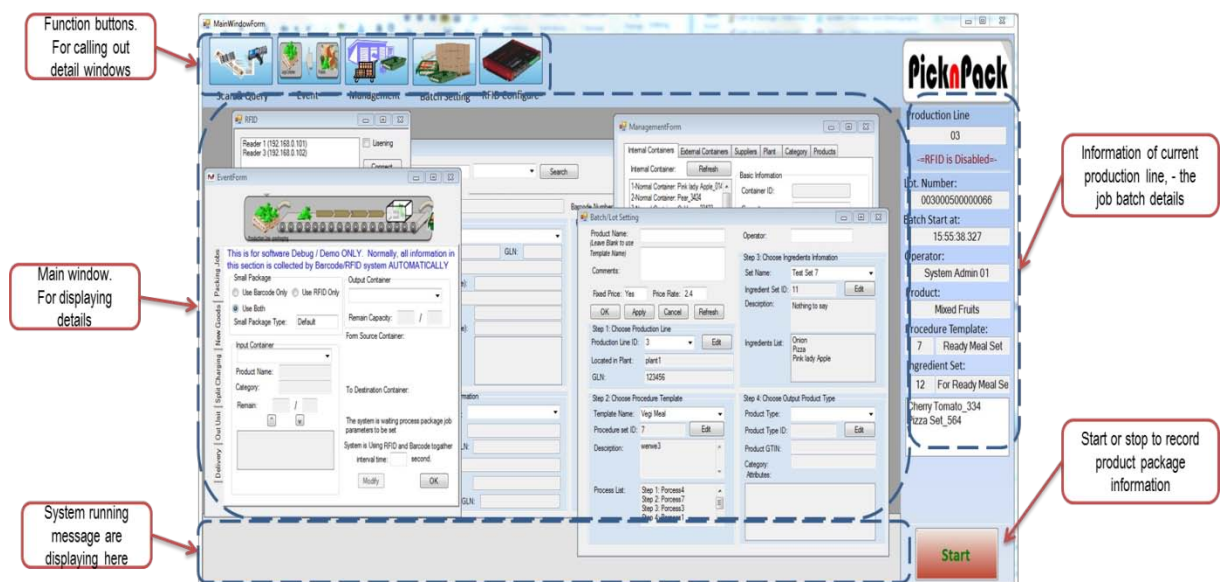 Function buttons.
For calling out
detail windows
MainWindowForm
Scan & Query
Event
Management
Batch Setting
RFID Configure
PicknPack
Production Line
03
-=RFID is Disabled=-
Lot. Number:
003000500000066
Batch Start at:
15:55:38.327
Operator:
System Admin 01
Product:
Mixed Fruits
Procedure Template:
7 Ready Meal Set
Ingredient Set:
12 For Ready Meal Se
Cherry Tomato_334
Pizza Set_564
Start
Information of current
production line, - the
job batch details
Start or stop to record
product package
information
Main window.
For displaying
details
System running
message are
displaying here
RFID
Reader 1 (192.168.0.101)
Reader 3 (192.168.0.102)
Lisening
Connect
Search
Barcode Number
GLN:
GLN:
ManagementForm
Internal Containers External Containers Suppliers Plant Category Products
Internal Container: Refresh
Basic Information
1-Normal Container: Pink lady Apple_014
2-Normal Container: Pear_3424
Container ID:
EventForm
This is for software Debug / Demo ONLY. Normally, all information in
this section is collected by Barcode/RFID system AUTOMATICALLY
Delivery Out Unit Split Charging New Goods Packing Jobs
Small Package
Use Barcode Only Use RFID Only
Use Both
Small Package Type: Default
Output Container
Remain Capacity: /
Form Source Container:
Input Container
Product Name:
Category:
Remain: /
To Destination Container:
The system is waiting process package job
parameters to be set
System is Using RFID and Barcode togather
interval time: second.
Modify OK
Batch/Lot Setting
Product Name:
(Leave Blank to use
Template Name)
Comments:
Fixed Price: Yes Price Rate: 2.4
OK Apply Cancel Refresh
Step 1: Choose Production Line
Production Line ID: 3 Edit
Located in Plant: plant1
GLN: 123456
Step 2: Choose Procedure Template
Template Name: Vegi Meal
Procedure set ID: 7 Edit
Description: werwe3
Process List:
Step 1: Porcess4
Step 2: Porcess7
Step 3: Porcess3
Step 4: Porcess1
Operator:
Step 3: Choose Ingredients Infomation
Set Name: Test Set 7
Ingredient Set ID: 11 Edit
Description: Nothing to say
Ingredients List:
Onion
Pizza
Pink lady Apple
Step 4: Choose Output Product Type
Product Type:
Product Type ID: Edit
Product GTIN:
Category:
Attributes: